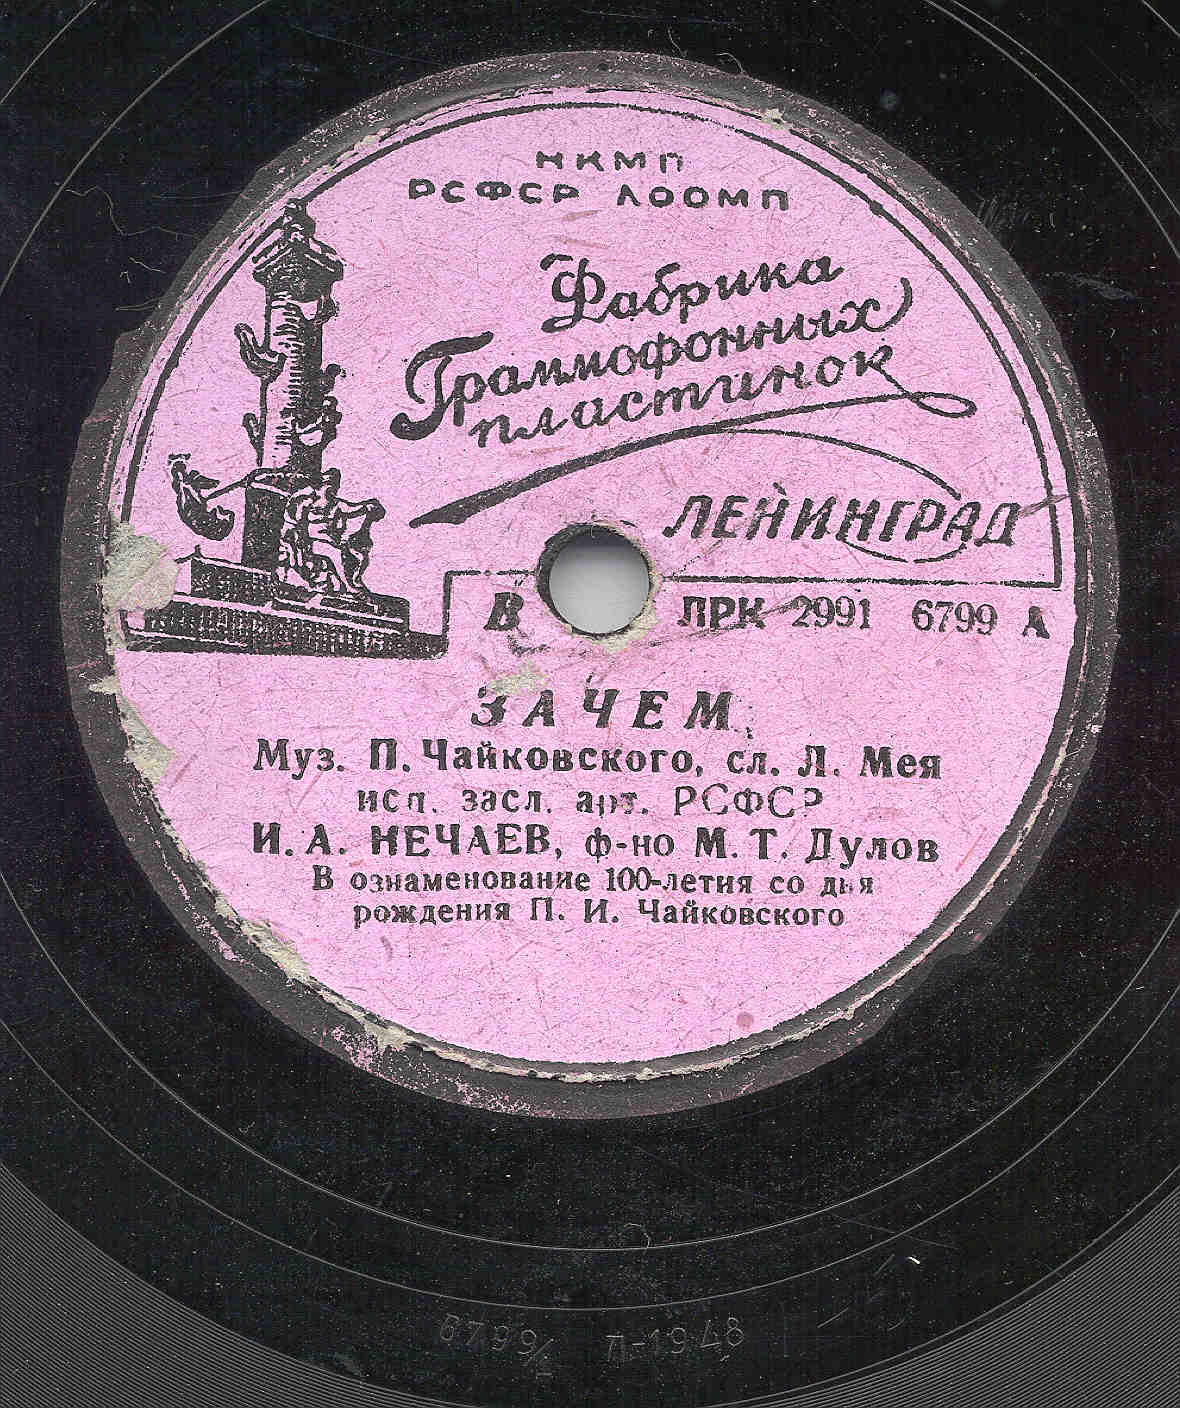 НКМП
РСФСР ЛООМП
Фабрика
Граммофонных
пластинок
ЛЕНИНГРАД
В ПРК 2991 6799 А
ЗАЧЕМ
Муз. П. Чайковского, сл. Л. Мея
исп. засл. арт. РСФСР
И. А. НЕЧАЕВ, ф-но М. Т. Дулов
В ознаменование 100-летия со дня
рождения П. И. Чайковского
6799/ Л-1948